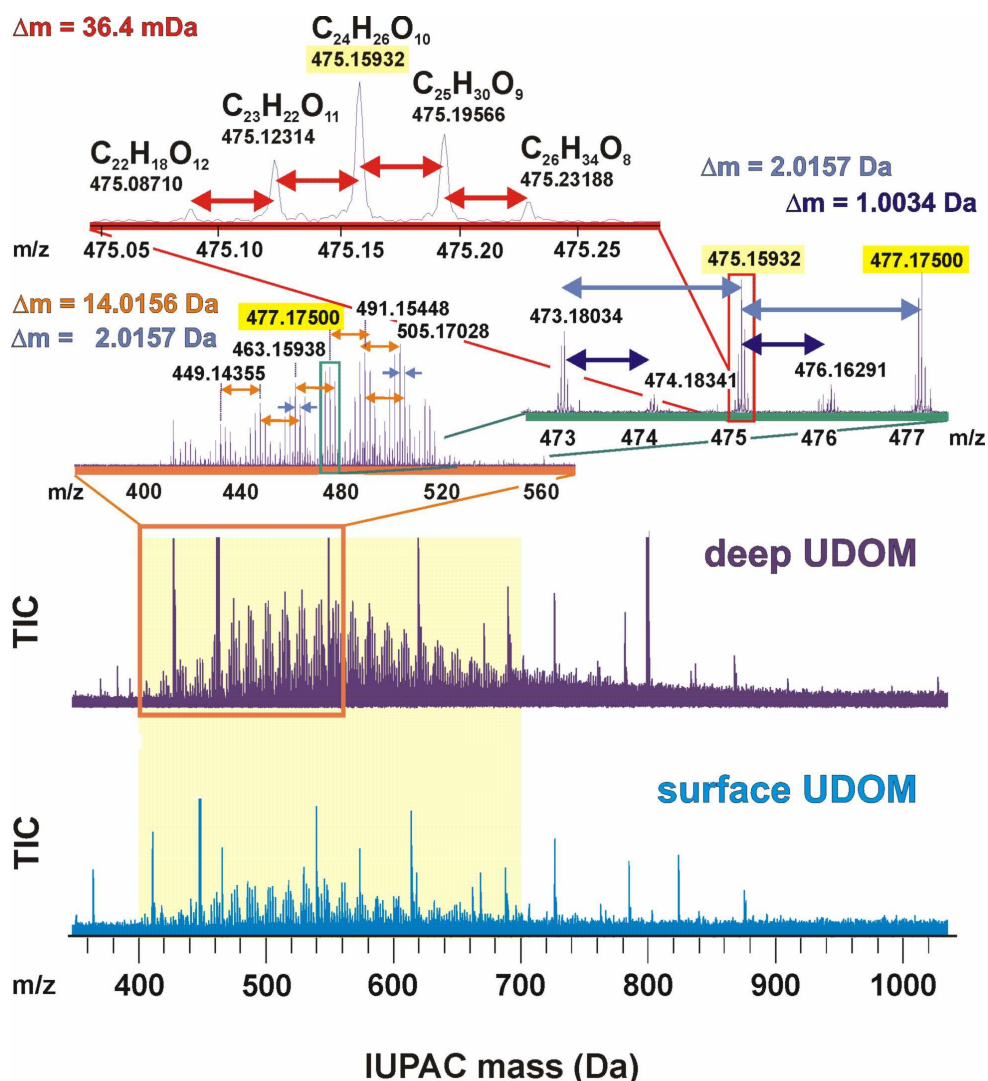 Δm = 36.4 mDa
C₂₄H₂₆O₁₀
475.15932
C₂₃H₂₂O₁₁
475.12314
C₂₅H₃₀O₉
475.19566
C₂₂H₁₈O₁₂
475.08710
C₂₆H₃₄O₈
475.23188
m/z 475.05 475.10 475.15 475.20 475.25
Δm = 2.0157 Da
Δm = 1.0034 Da
475.15932
477.17500
473.18034
474.18341
476.16291
473 474 475 476 477 m/z
Δm = 14.0156 Da
Δm = 2.0157 Da
477.17500
491.15448
505.17028
463.15938
449.14355
m/z 400 440 480 520 560
deep UDOM
TIC
surface UDOM
TIC
m/z 400 500 600 700 800 900 1000
IUPAC mass (Da)